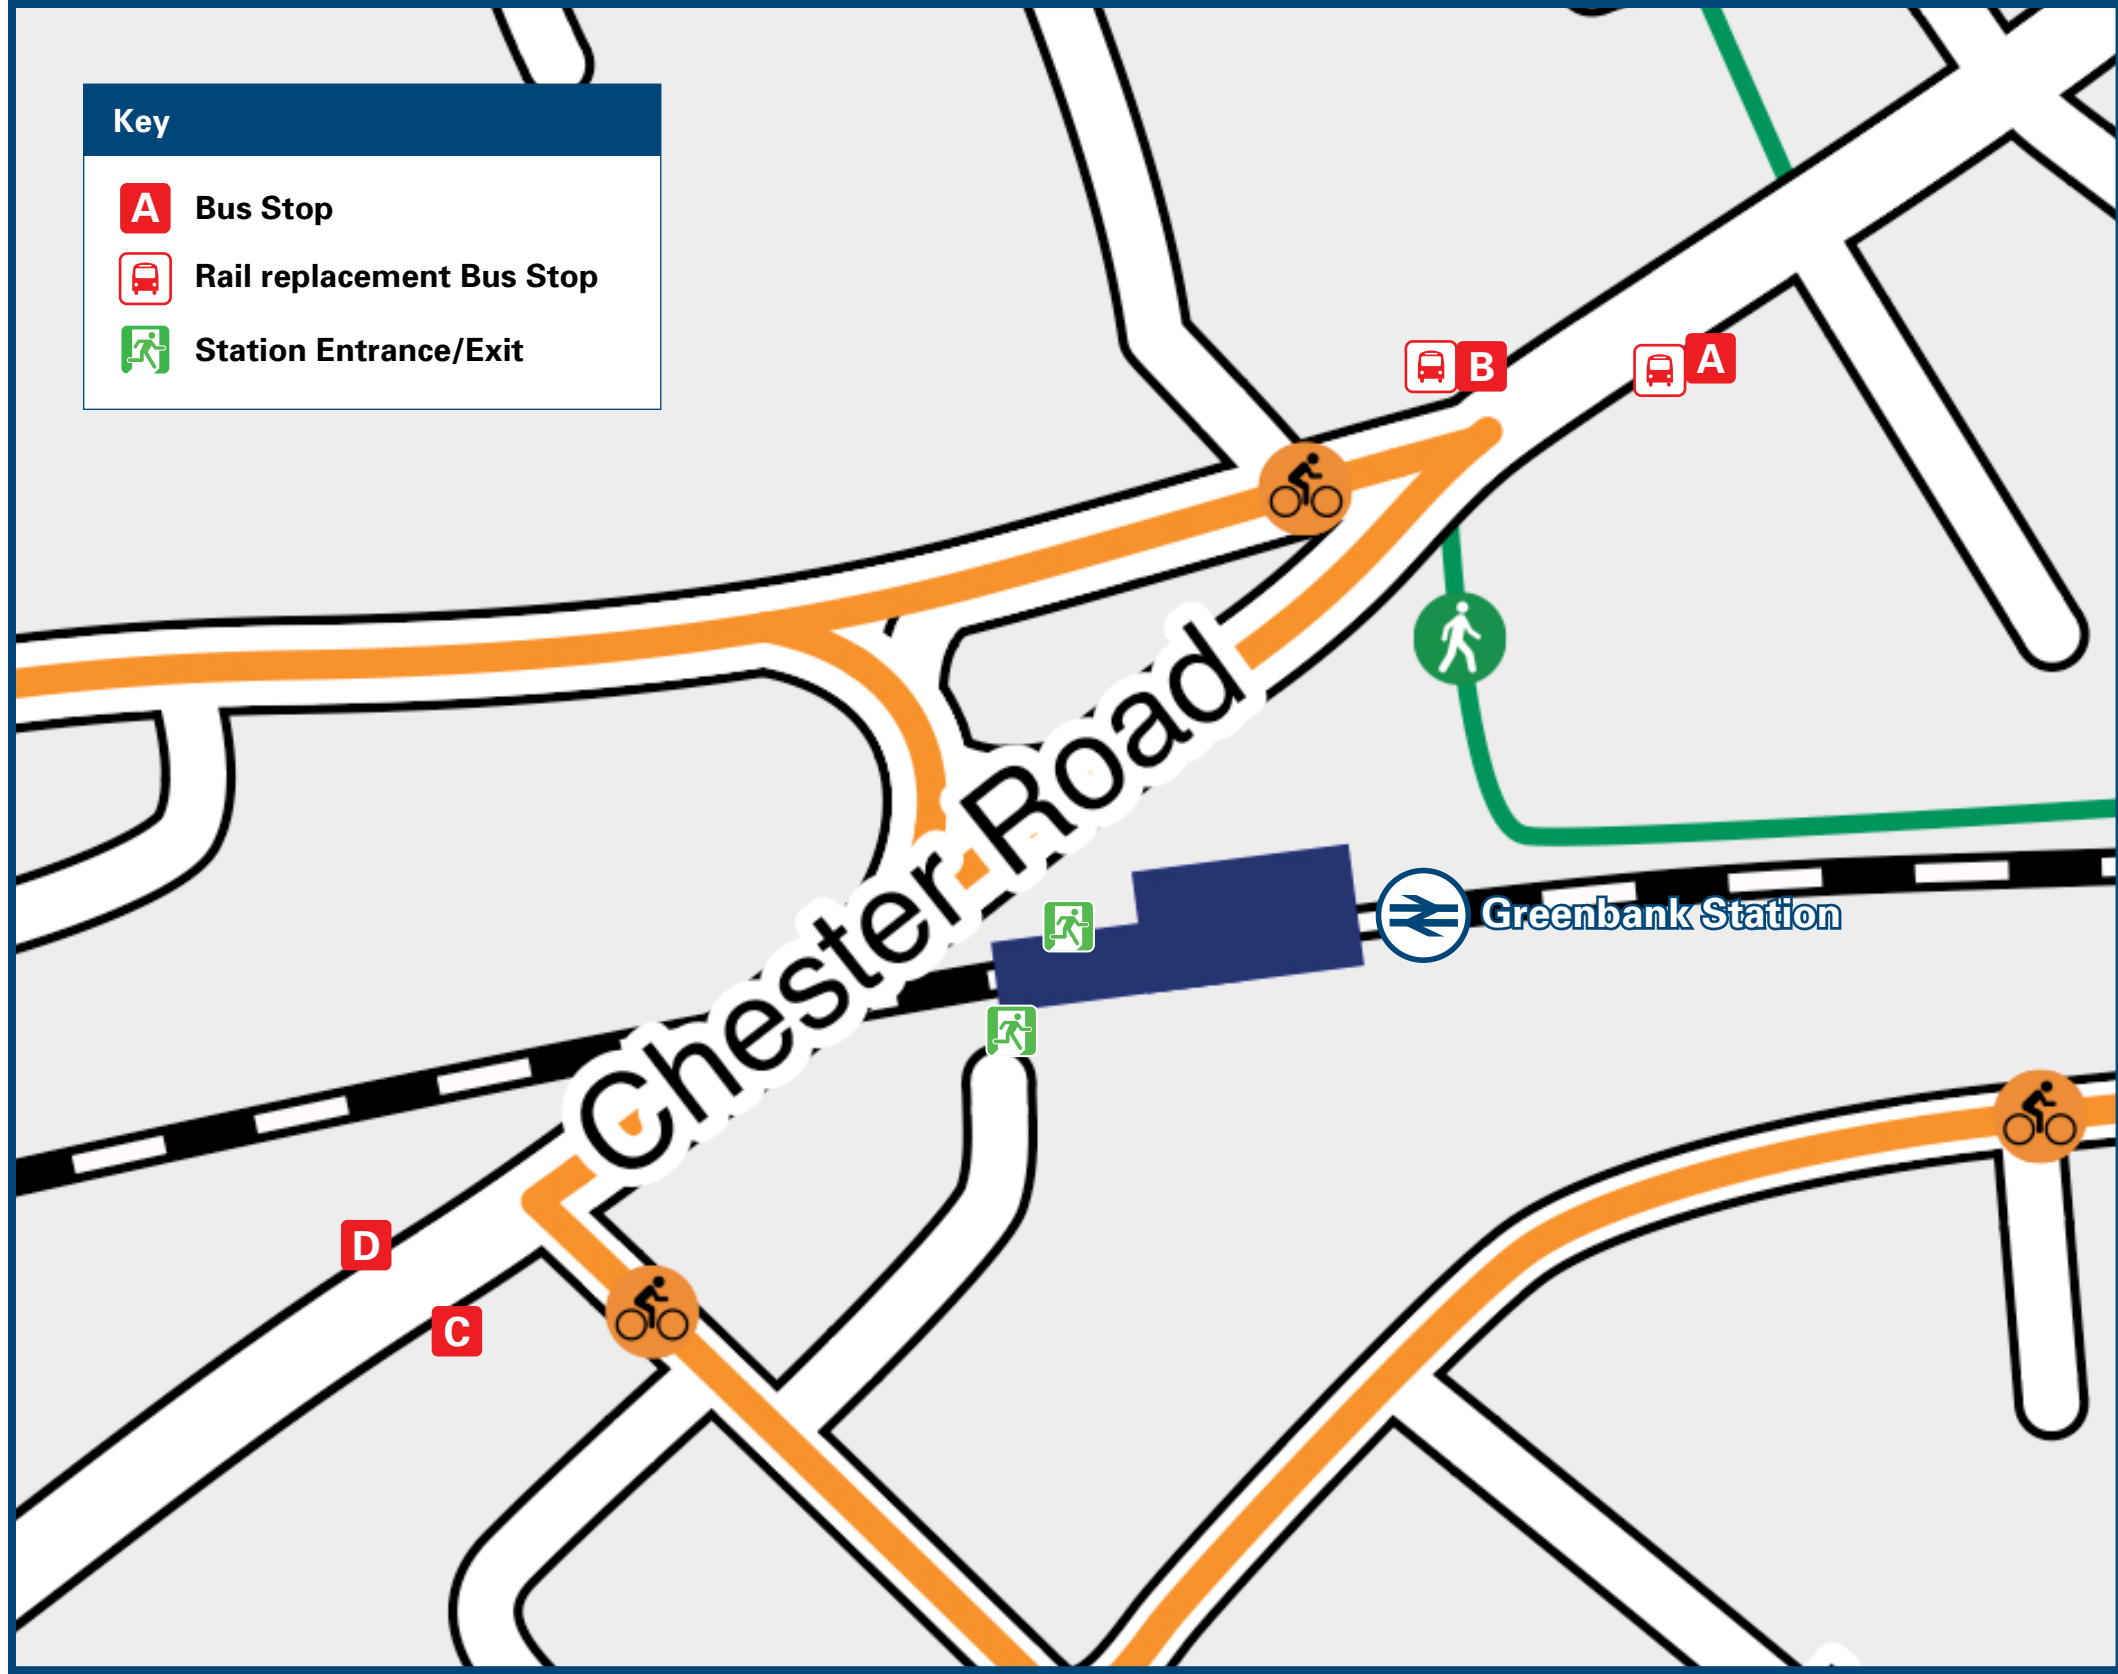 Key
A Bus Stop
Rail replacement Bus Stop
Station Entrance/Exit
B
A
Chester Road
Greenbank Station
D
C